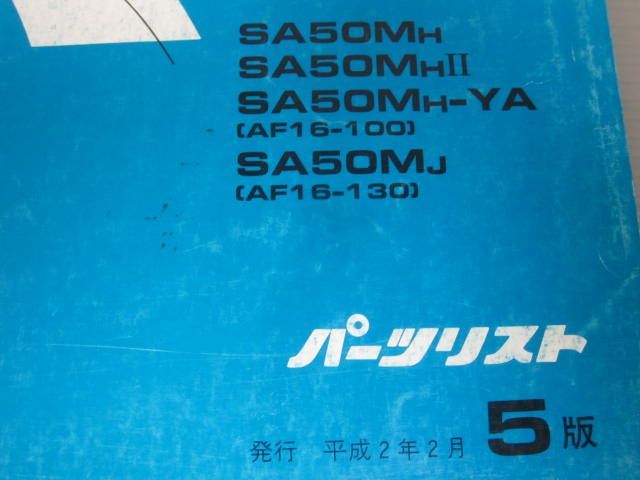 SA50MH
SA50MHII
SA50MH-YA
(AF16-100)
SA50MJ
(AF16-130)
パーツリスト
発行 平成2年2月 5版